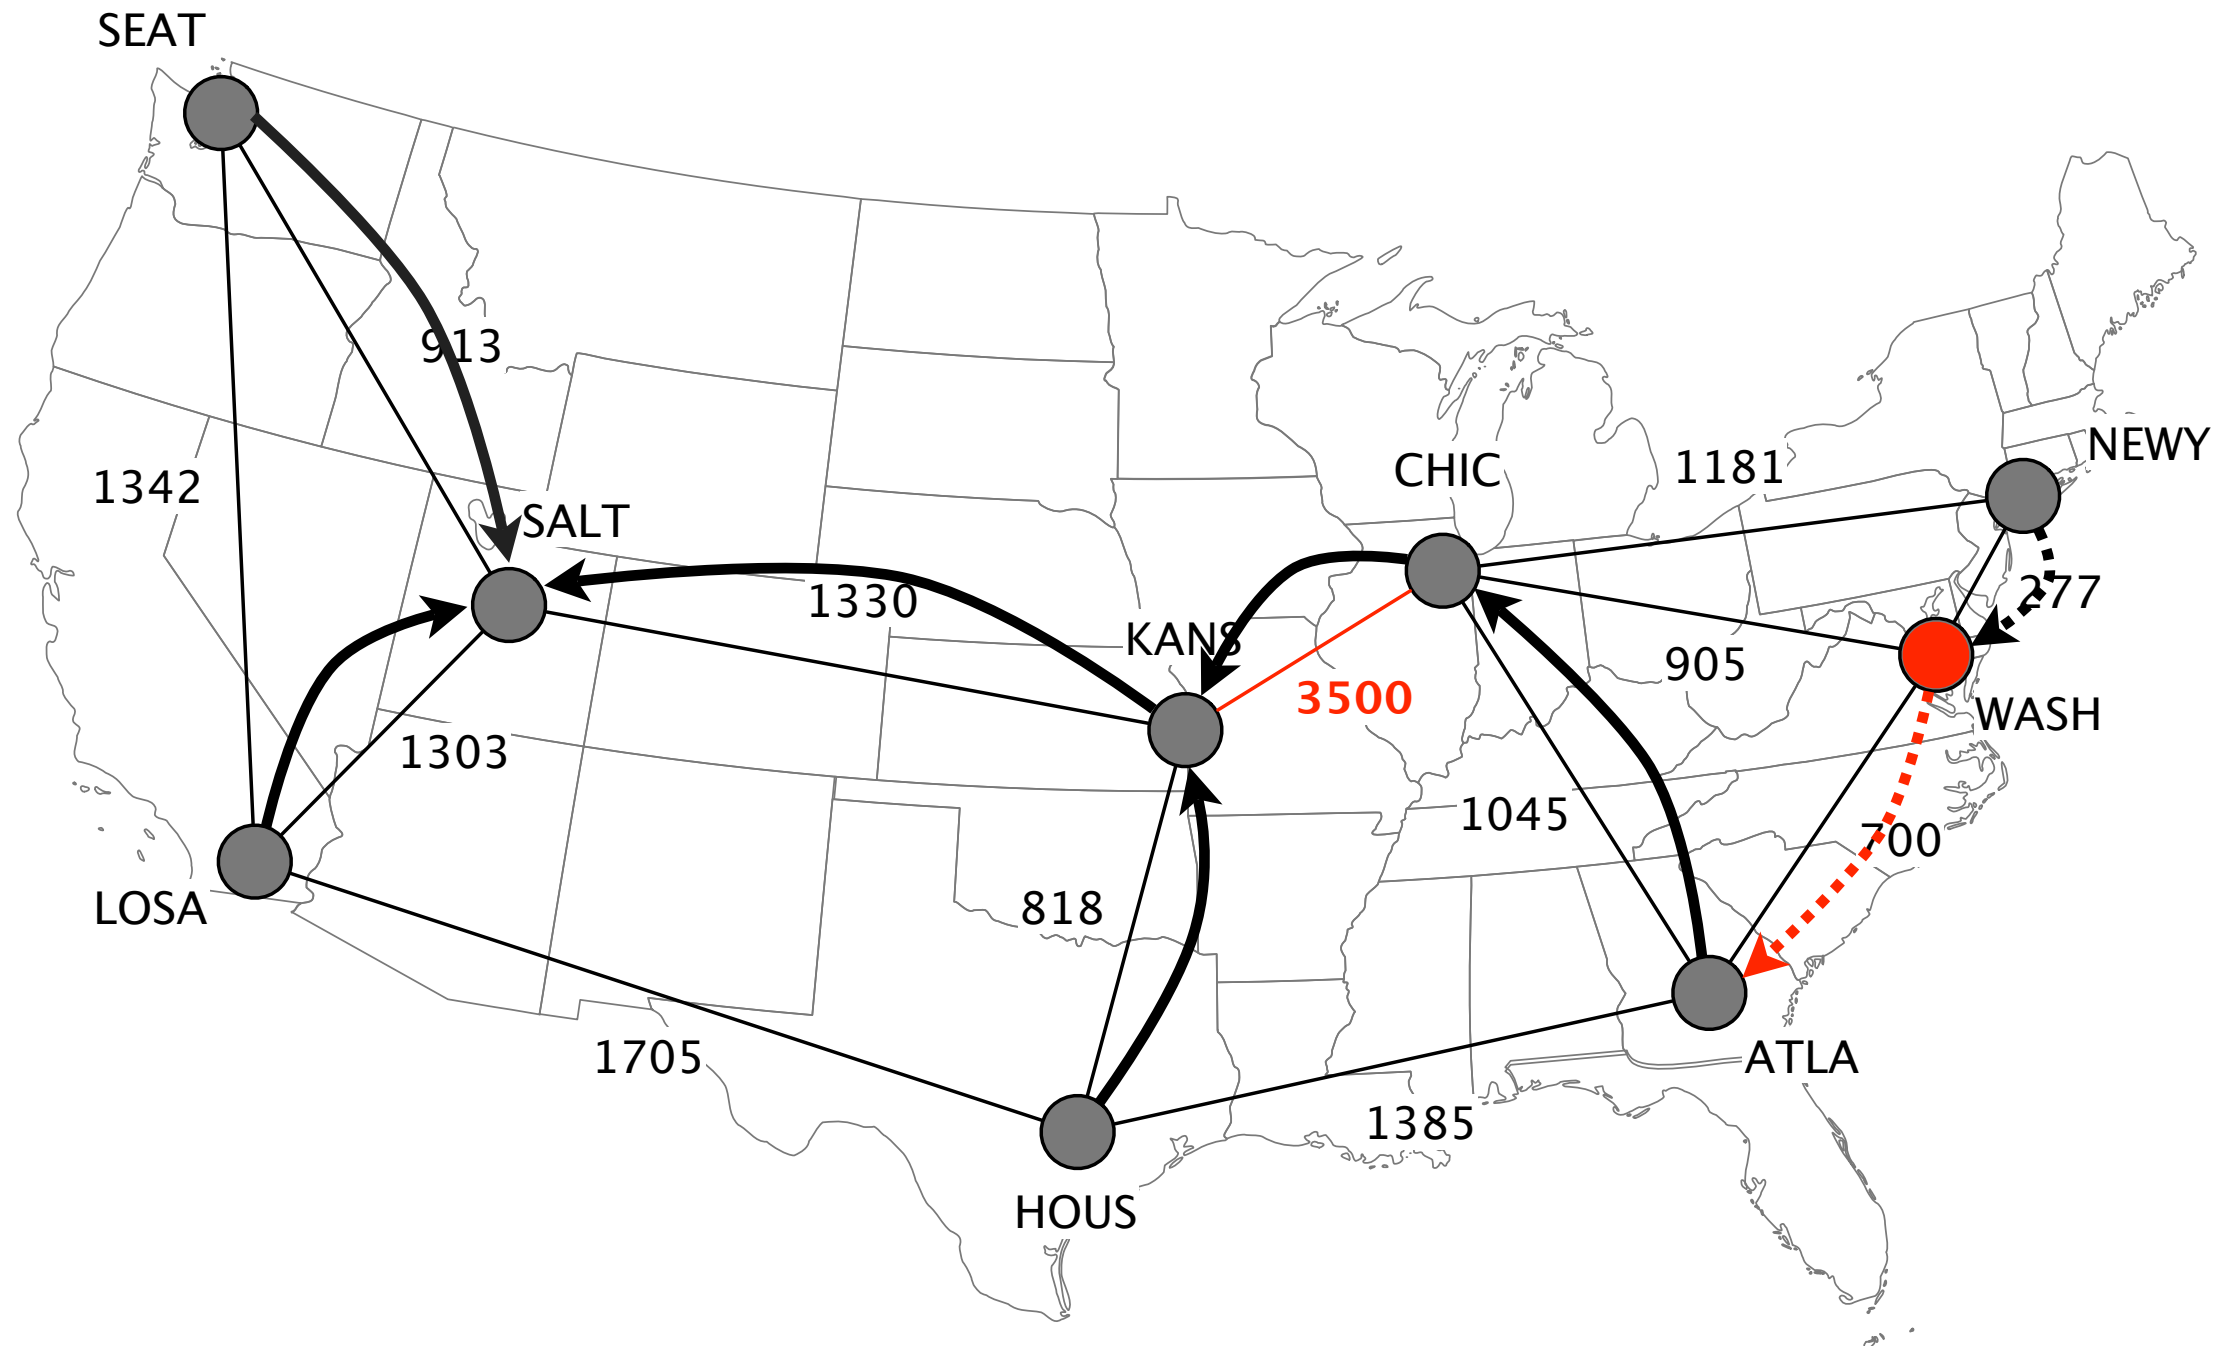 SEAT
913
NEWY
1342
CHIC
1181
SALT
1330
277
KANS
905
3500
WASH
1303
1045
700
818
LOSA
1705
ATLA
1385
HOUS